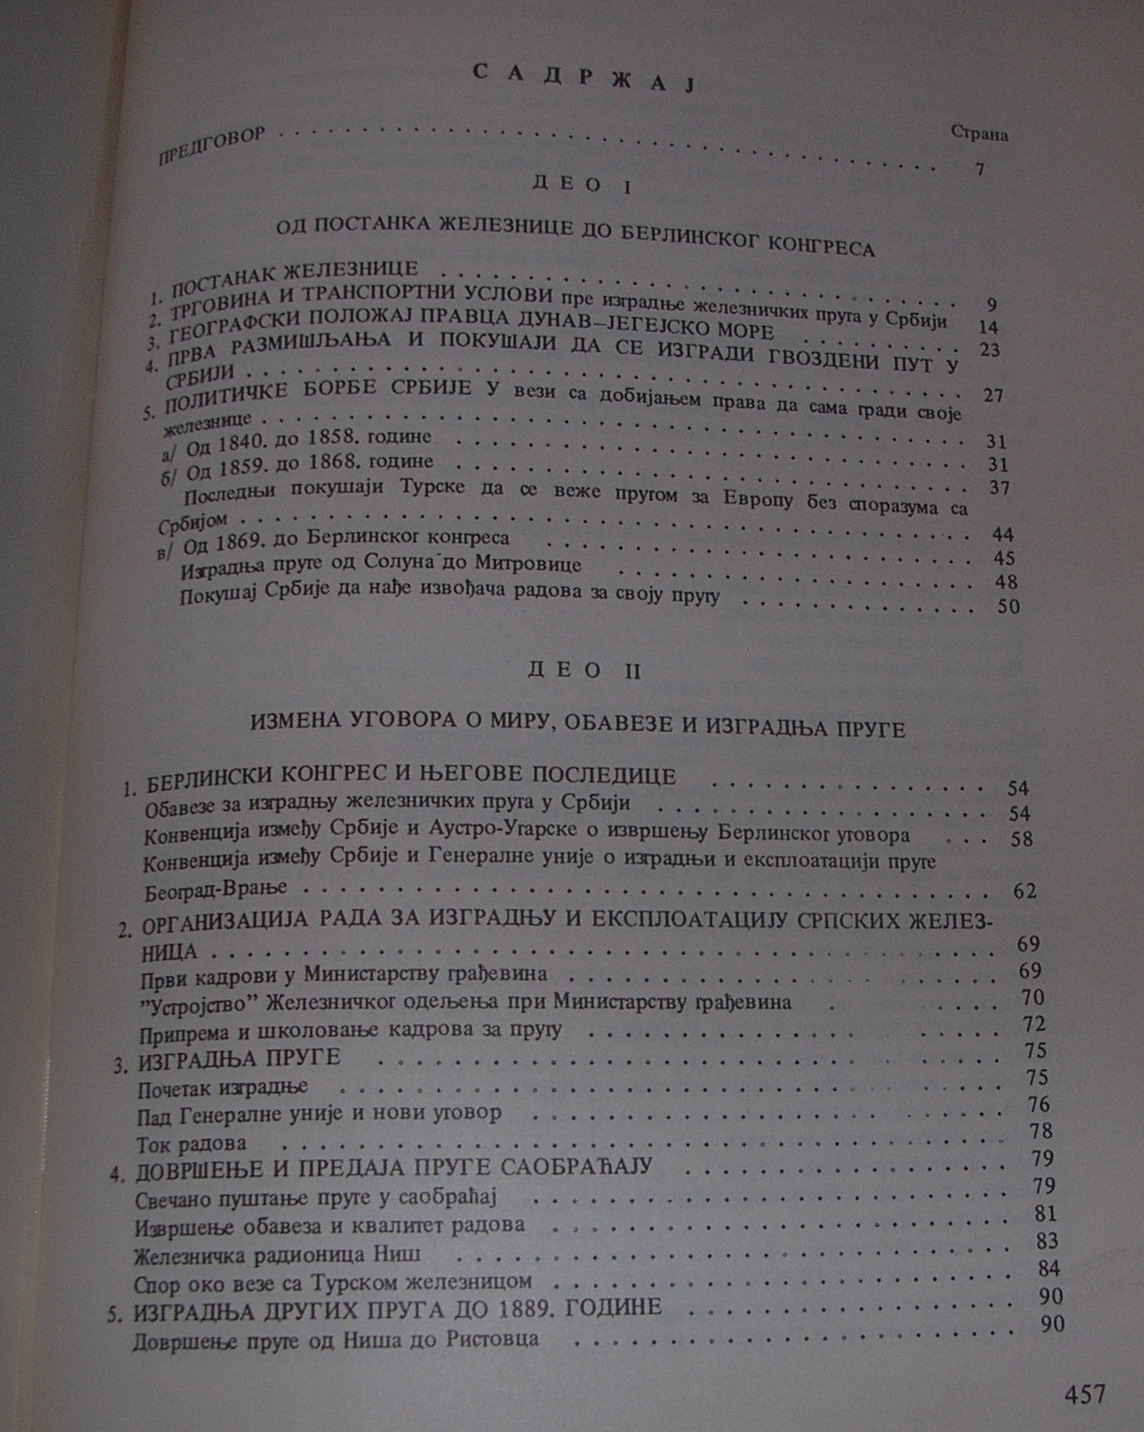 САДРЖАЈ
Страна
ПРЕДГОВОР . . . . . . . . . . . . . . . . . . . . 7
ДЕО I
ОД ПОСТАНКА ЖЕЛЕЗНИЦЕ ДО БЕРЛИНСКОГ КОНГРЕСА
1. ПОСТАНАК ЖЕЛЕЗНИЦЕ . . . . . . . . . . 9
2. ТРГОВИНА И ТРАНСПОРТНИ УСЛОВИ пре изградње железничких пруга у Србији 14
3. ГЕОГРАФСКИ ПОЛОЖАЈ ПРАВЦА ДУНАВ–ЈЕГЕЈСКО МОРЕ . . . . . . . . 23
4. ПРВА РАЗМИШЉАЊА И ПОКУШАЈИ ДА СЕ ИЗГРАДИ ГВОЗДЕНИ ПУТ У
СРБИЈИ . . . . . . . . . . 27
5. ПОЛИТИЧКЕ БОРБЕ СРБИЈЕ У вези са добијањем права да сама гради своје
железнице . . . . . . . . . . 31
а/ Од 1840. до 1858. године . . . . . . . . . . 31
б/ Од 1859. до 1868. године . . . . . . . . . . 37
Последњи покушаји Турске да се веже пругом за Европу без споразума са
Србијом . . . . . . . . . . 44
в/ Од 1869. до Берлинског конгреса . . . . . . . . . . 45
Изградња пруге од Солуна до Митровице . . . . . . . . . . 48
Покушај Србије да нађе извођача радова за своју пругу . . . . . . . . . . 50
ДЕО II
ИЗМЕНА УГОВОРА О МИРУ, ОБАВЕЗЕ И ИЗГРАДЊА ПРУГЕ
1. БЕРЛИНСКИ КОНГРЕС И ЊЕГОВЕ ПОСЛЕДИЦЕ . . . . . . . . . . 54
Обавезе за изградњу железничких пруга у Србији . . . . . . . . . . 54
Конвенција између Србије и Аустро-Угарске о извршењу Берлинског уговора . . . 58
Конвенција између Србије и Генералне уније о изградњи и експлоатацији пруге
Београд-Врање . . . . . . . . . . 62
2. ОРГАНИЗАЦИЈА РАДА ЗА ИЗГРАДЊУ И ЕКСПЛОАТАЦИЈУ СРПСКИХ ЖЕЛЕЗ-
НИЦА . . . . . . . . . . 69
Први кадрови у Министарству грађевина . . . . . . . . . . 69
”Устројство” Железничког одељења при Министарству грађевина . . . . . 70
Припрема и школовање кадрова за пругу . . . . . . . . . . 72
3. ИЗГРАДЊА ПРУГЕ . . . . . . . . . . 75
Почетак изградње . . . . . . . . . . 75
Пад Генералне уније и нови уговор . . . . . . . . . . 76
Ток радова . . . . . . . . . . 78
4. ДОВРШЕЊЕ И ПРЕДАЈА ПРУГЕ САОБРАЋАЈУ . . . . . . . . . . 79
Свечано пуштање пруге у саобраћај . . . . . . . . . . 79
Извршење обавеза и квалитет радова . . . . . . . . . . 81
Железничка радионица Ниш . . . . . . . . . . 83
Спор око везе са Турском железницом . . . . . . . . . . 84
5. ИЗГРАДЊА ДРУГИХ ПРУГА ДО 1889. ГОДИНЕ . . . . . . . . . . 90
Довршење пруге од Ниша до Ристовца . . . . . . . . . . 90
457